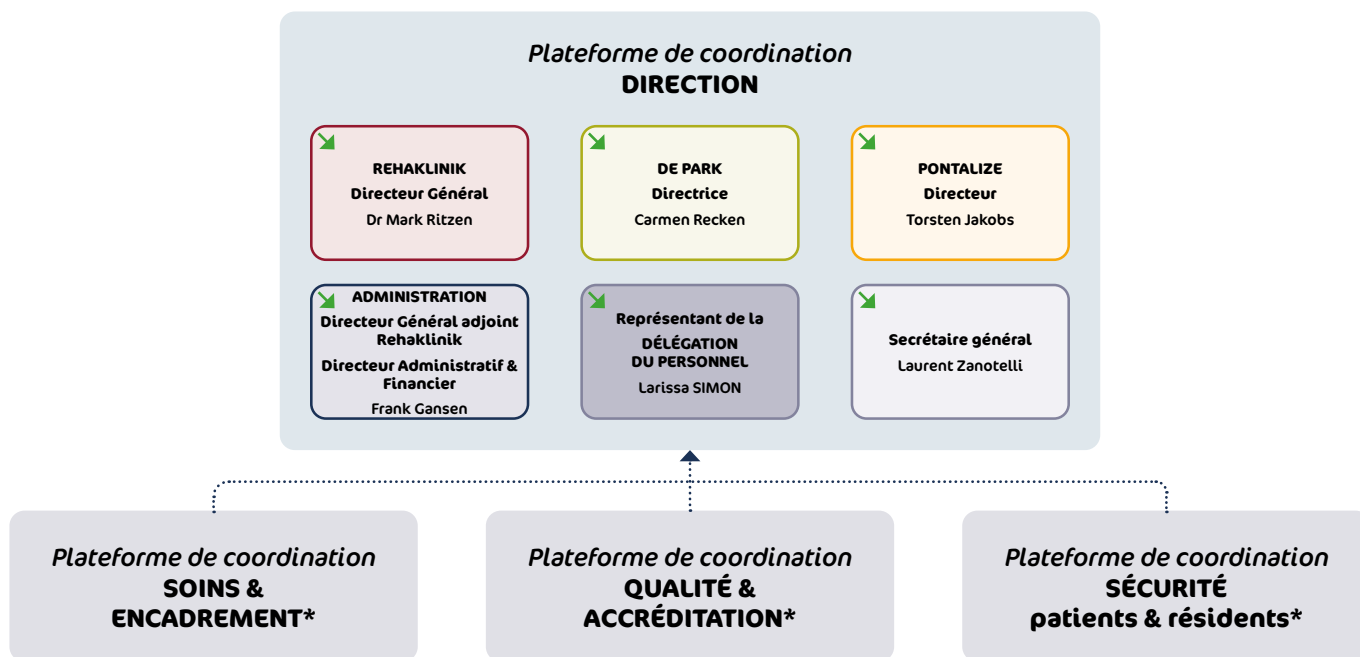 Plateforme de coordination
DIRECTION
REHAKLINIK
Directeur Général
Dr Mark Ritzen
DE PARK
Directrice
Carmen Recken
PONTALIZE
Directeur
Torsten Jakobs
ADMINISTRATION
Directeur Général adjoint
Rehaklinik
Directeur Administratif &
Financier
Frank Gansen
Représentant de la
DÉLÉGATION
DU PERSONNEL
Larissa SIMON
Secrétaire général
Laurent Zanotelli
Plateforme de coordination
SOINS &
ENCADREMENT*
Plateforme de coordination
QUALITÉ &
ACCRÉDITATION*
Plateforme de coordination
SÉCURITÉ
patients & résidents*